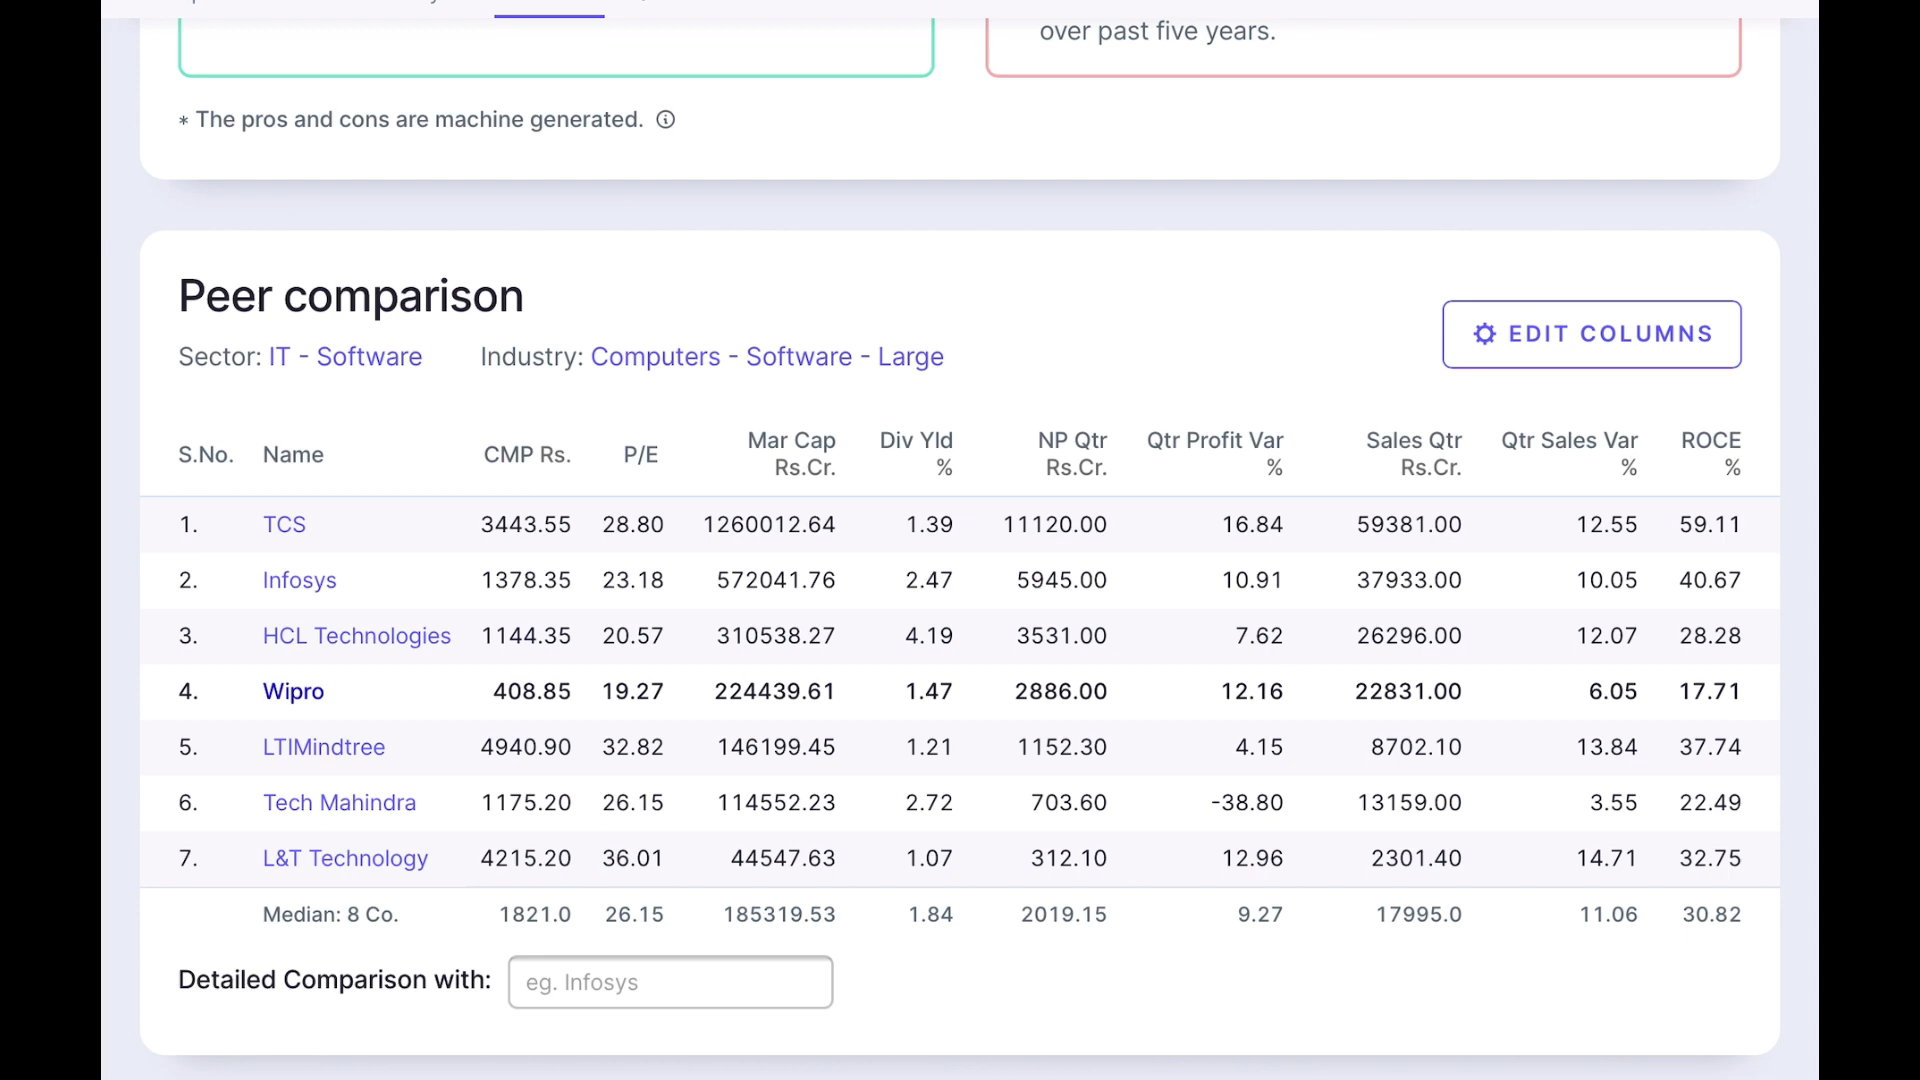 over past five years.
* The pros and cons are machine generated.
Peer comparison
EDIT COLUMNS
Sector: IT - Software Industry: Computers - Software - Large
S.No. Name CMP Rs. P/E Mar Cap Rs.Cr. Div Yld % NP Qtr Rs.Cr. Qtr Profit Var % Sales Qtr Rs.Cr. Qtr Sales Var % ROCE %
1. TCS 3443.55 28.80 1260012.64 1.39 11120.00 16.84 59381.00 12.55 59.11
2. Infosys 1378.35 23.18 572041.76 2.47 5945.00 10.91 37933.00 10.05 40.67
3. HCL Technologies 1144.35 20.57 310538.27 4.19 3531.00 7.62 26296.00 12.07 28.28
4. Wipro 408.85 19.27 224439.61 1.47 2886.00 12.16 22831.00 6.05 17.71
5. LTIMindtree 4940.90 32.82 146199.45 1.21 1152.30 4.15 8702.10 13.84 37.74
6. Tech Mahindra 1175.20 26.15 114552.23 2.72 703.60 -38.80 13159.00 3.55 22.49
7. L&T Technology 4215.20 36.01 44547.63 1.07 312.10 12.96 2301.40 14.71 32.75
Median: 8 Co. 1821.0 26.15 185319.53 1.84 2019.15 9.27 17995.0 11.06 30.82
Detailed Comparison with: eg. Infosys